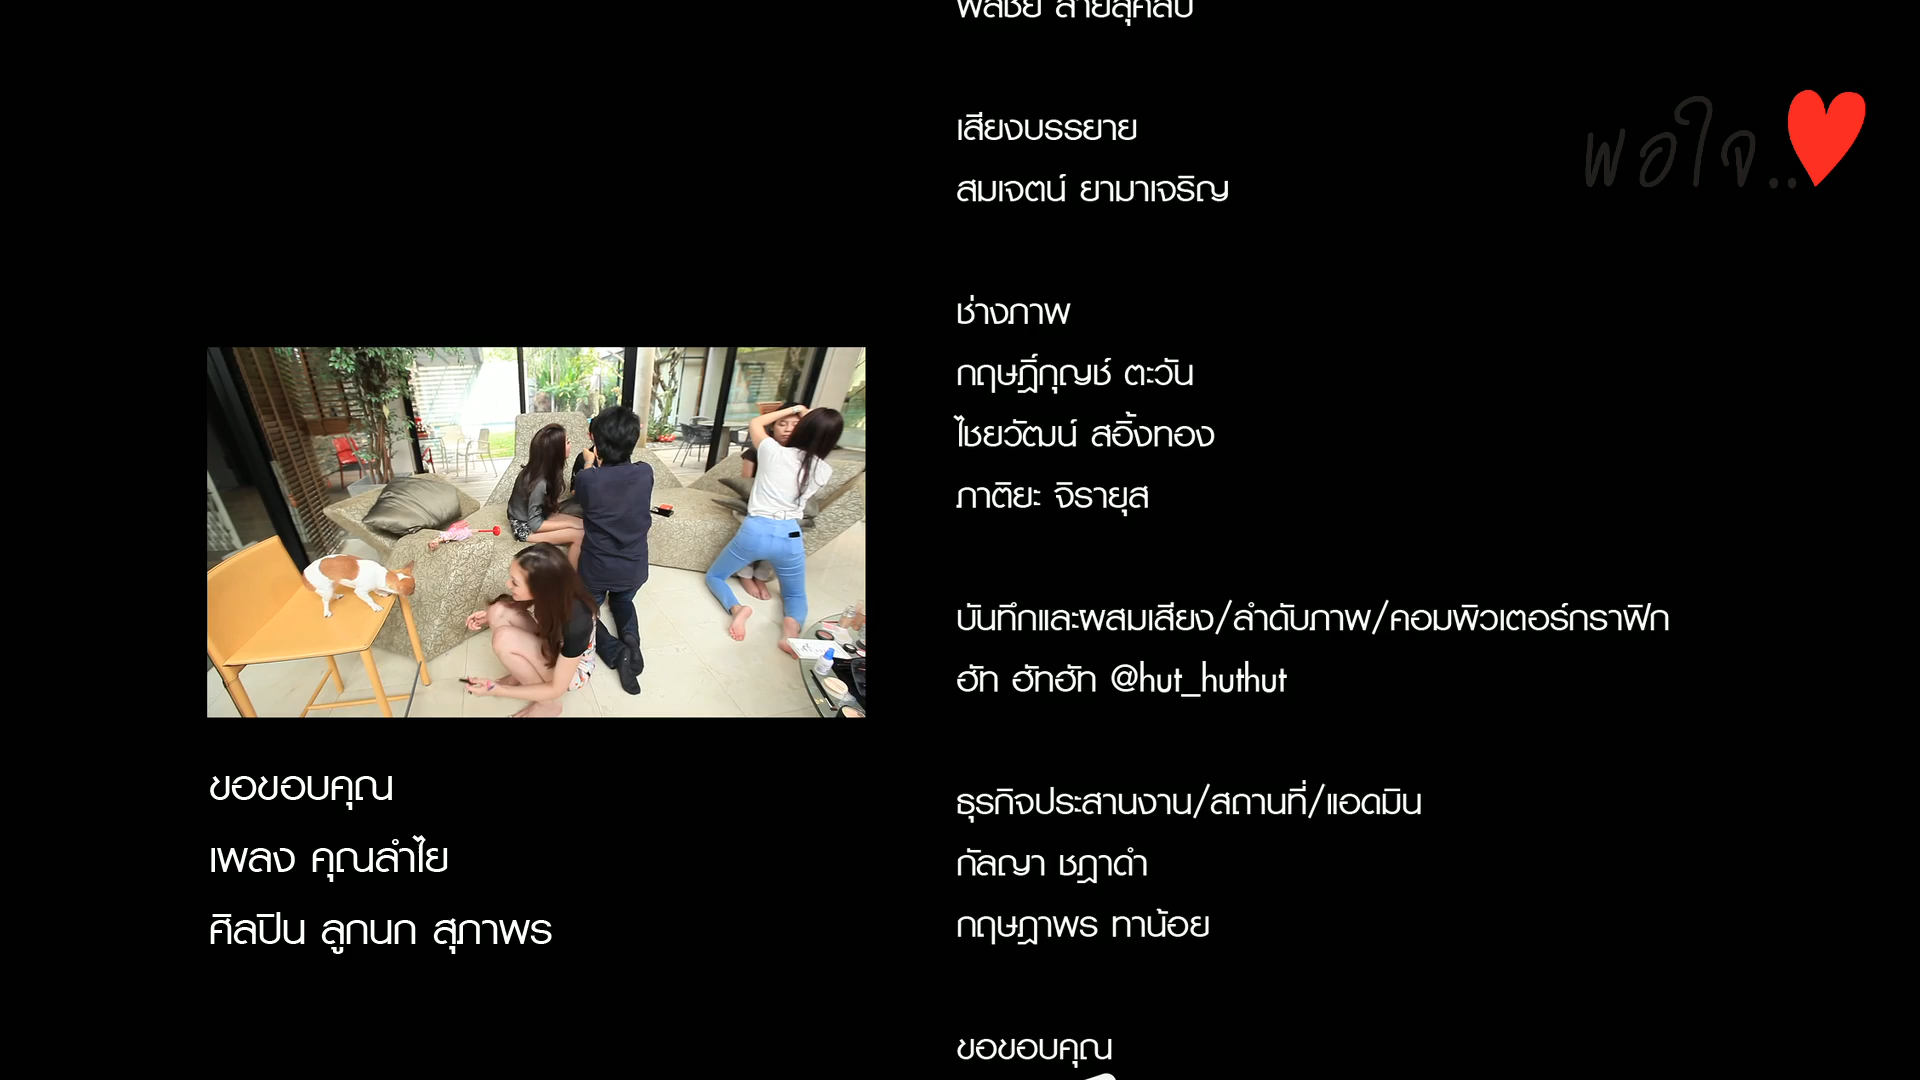 พอใจ..
เสียงบรรยาย
สมเจตน์ ยามาเจริญ
ช่างภาพ
กฤษฎิ์กุญช์ ตะวัน
ไชยวัฒน์ สอิ้งทอง
ภาติยะ จิรายุส
บันทึกและผสมเสียง/ลำดับภาพ/คอมพิวเตอร์กราฟิก
ฮัท ฮัทฮัท @hut_huthut
ธุรกิจประสานงาน/สถานที่/แอดมิน
กัลญา ชฎาดำ
กฤษฎาพร ทาน้อย
ขอขอบคุณ
ขอขอบคุณ
เพลง คุณลำไย
ศิลปิน ลูกนก สุภาพร